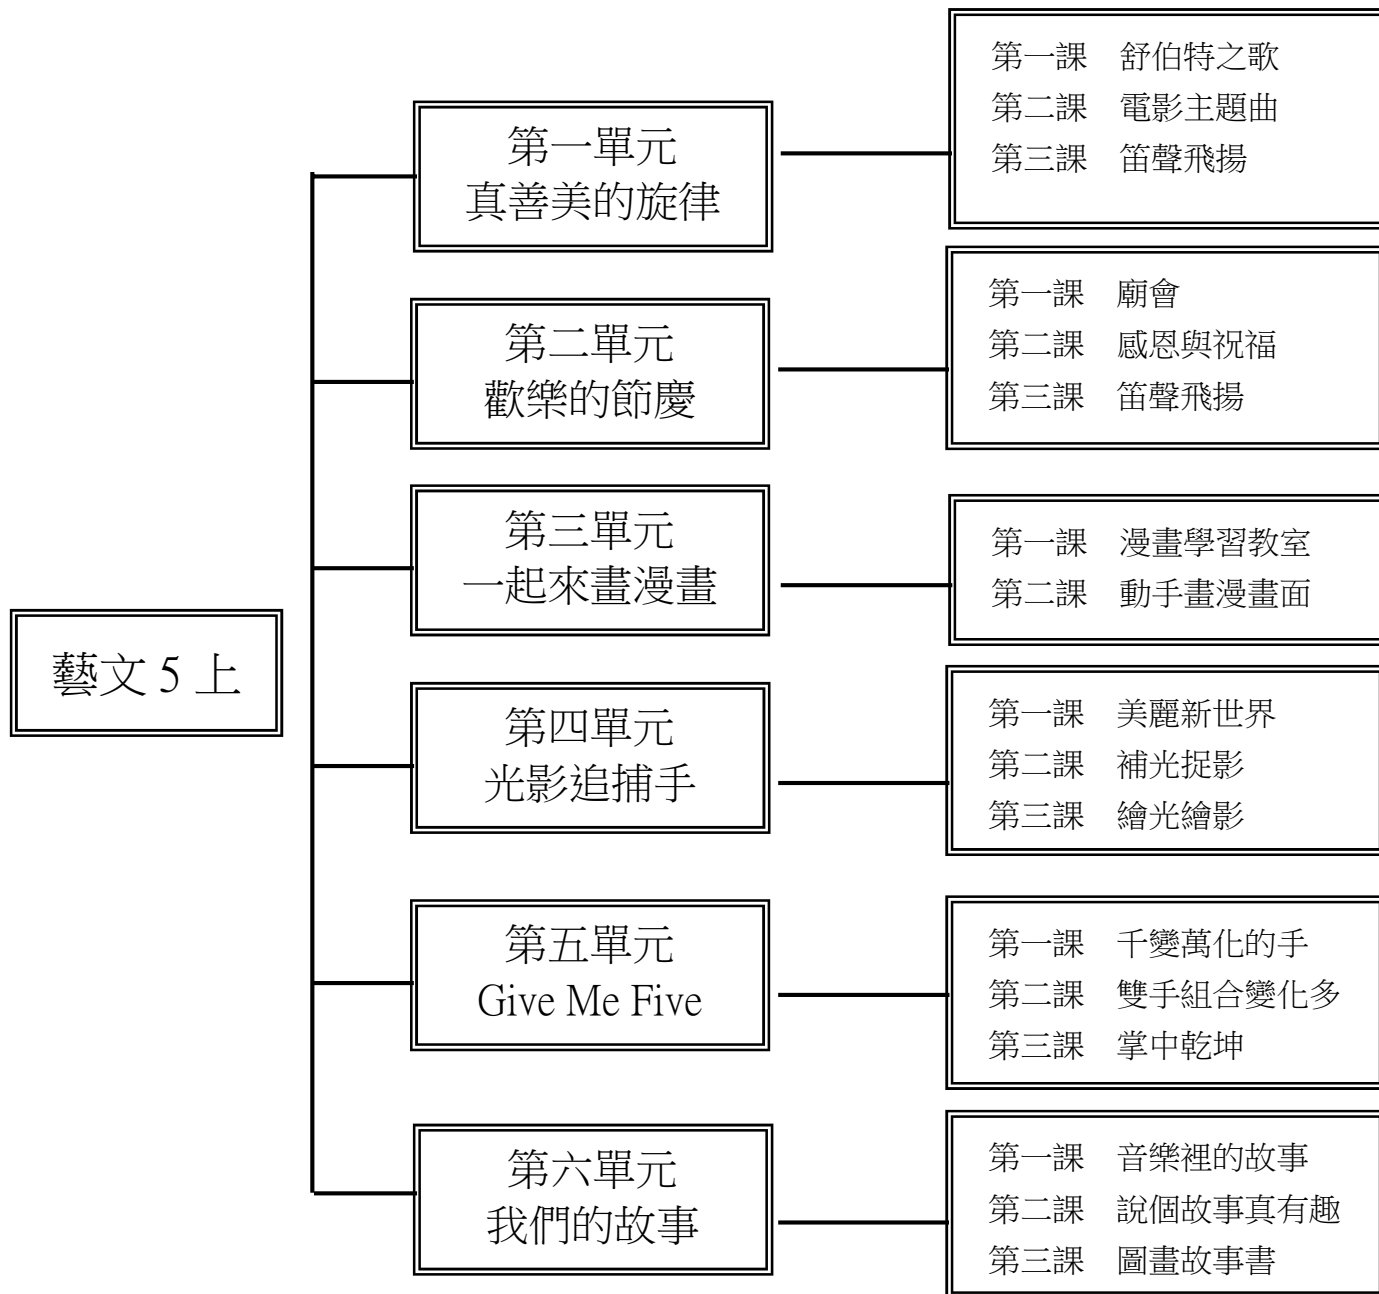 藝文 5 上
第一單元
真善美的旋律
第一課　舒伯特之歌
第二課　電影主題曲
第三課　笛聲飛揚
第二單元
歡樂的節慶
第一課　廟會
第二課　感恩與祝福
第三課　笛聲飛揚
第三單元
一起來畫漫畫
第一課　漫畫學習教室
第二課　動手畫漫畫面
第四單元
光影追捕手
第一課　美麗新世界
第二課　補光捉影
第三課　繪光繪影
第五單元
Give Me Five
第一課　千變萬化的手
第二課　雙手組合變化多
第三課　掌中乾坤
第六單元
我們的故事
第一課　音樂裡的故事
第二課　說個故事真有趣
第三課　圖畫故事書